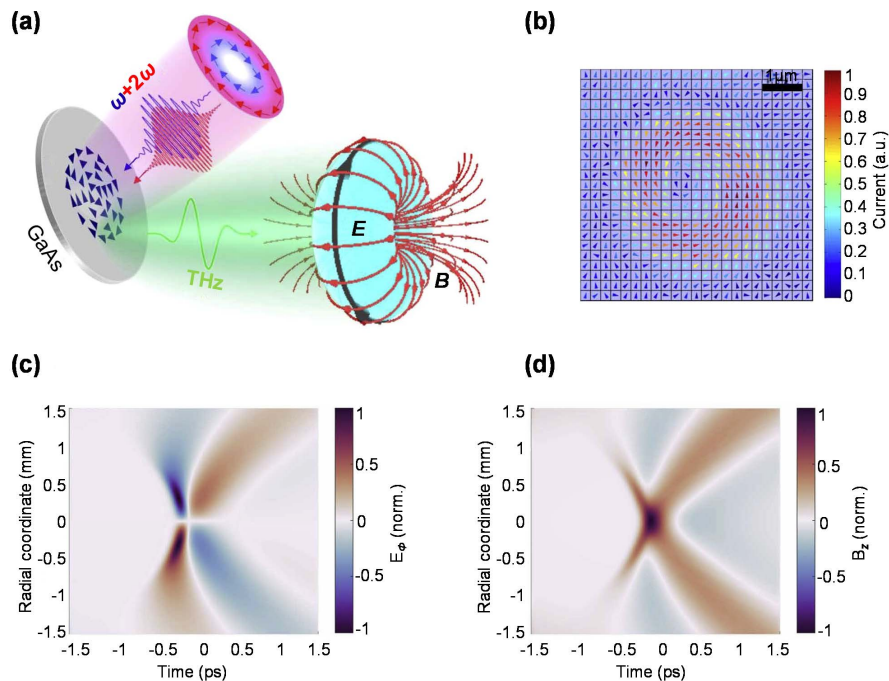 (a)
ω+2ω
GaAs
THz
E
B
(b)
1μm
1
0.9
0.8
0.7
0.6
0.5
0.4
0.3
0.2
0.1
0
Current (a.u.)
(c)
1.5
1
0.5
0
-0.5
-1
-1.5
Radial coordinate (mm)
-1.5
-1
-0.5
0
0.5
1
1.5
Time (ps)
1
0.5
0
-0.5
-1
Eϕ (norm.)
(d)
1.5
1
0.5
0
-0.5
-1
-1.5
Radial coordinate (mm)
-1.5
-1
-0.5
0
0.5
1
1.5
Time (ps)
1
0.5
0
-0.5
-1
Bz (norm.)